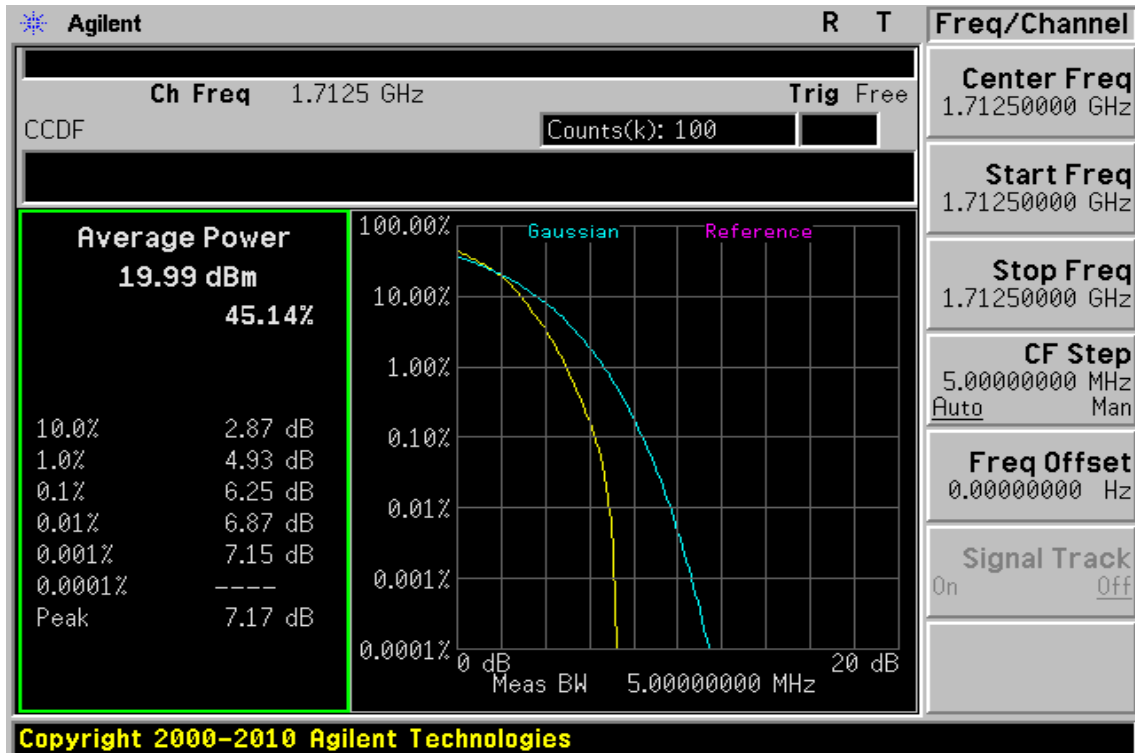 Agilent R T Freq/Channel
Ch Freq 1.7125 GHz Trig Free
CCDF Counts(k): 100
Center Freq
1.71250000 GHz
Start Freq
1.71250000 GHz
Stop Freq
1.71250000 GHz
CF Step
5.00000000 MHz
Auto Man
Freq Offset
0.00000000 Hz
Signal Track
On Off
Average Power
19.99 dBm
45.14%
10.0% 2.87 dB
1.0% 4.93 dB
0.1% 6.25 dB
0.01% 6.87 dB
0.001% 7.15 dB
0.0001% ----
Peak 7.17 dB
Gaussian Reference
100.00%
10.00%
1.00%
0.10%
0.01%
0.001%
0.0001%
0 dB 20 dB
Meas BW 5.00000000 MHz
Copyright 2000-2010 Agilent Technologies